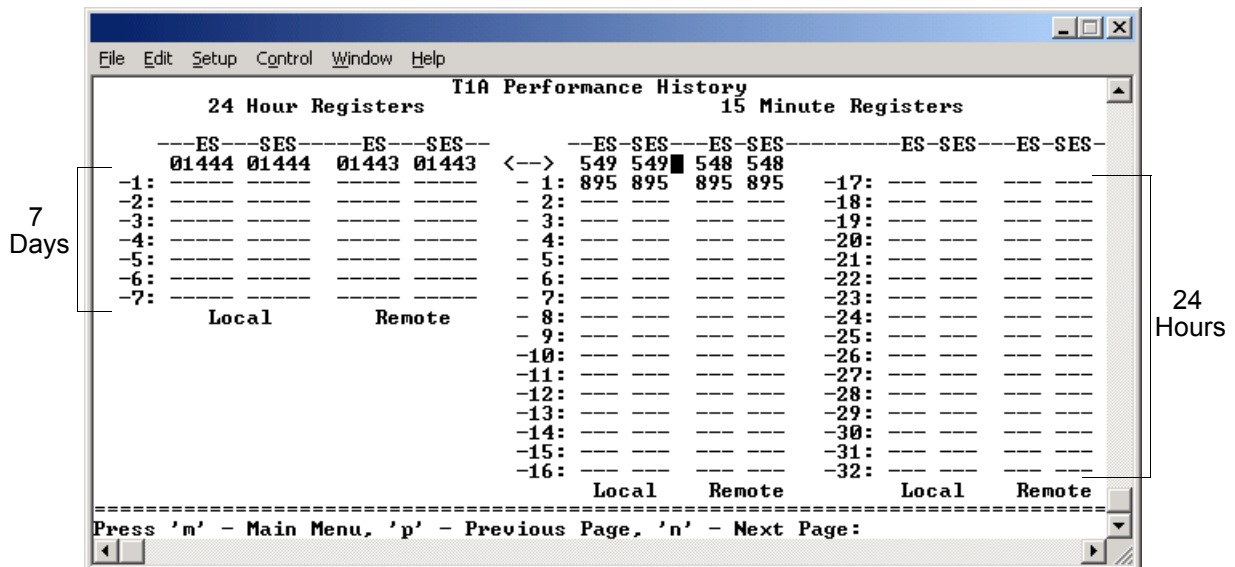 File Edit Setup Control Window Help
T1A Performance History
24 Hour Registers 15 Minute Registers
---ES---SES-----ES---SES-- --ES-SES---ES-SES---------ES-SES---ES-SES-
01444 01444 01443 01443 <--> 549 549 548 548
-1: ----- ----- ----- ----- - 1: 895 895 895 895 -17: --- --- --- ---
-2: ----- ----- ----- ----- - 2: --- --- --- --- -18: --- --- --- ---
-3: ----- ----- ----- ----- - 3: --- --- --- --- -19: --- --- --- ---
-4: ----- ----- ----- ----- - 4: --- --- --- --- -20: --- --- --- ---
-5: ----- ----- ----- ----- - 5: --- --- --- --- -21: --- --- --- ---
-6: ----- ----- ----- ----- - 6: --- --- --- --- -22: --- --- --- ---
-7: ----- ----- ----- ----- - 7: --- --- --- --- -23: --- --- --- ---
Local Remote - 8: --- --- --- --- -24: --- --- --- ---
- 9: --- --- --- --- -25: --- --- --- ---
-10: --- --- --- --- -26: --- --- --- ---
-11: --- --- --- --- -27: --- --- --- ---
-12: --- --- --- --- -28: --- --- --- ---
-13: --- --- --- --- -29: --- --- --- ---
-14: --- --- --- --- -30: --- --- --- ---
-15: --- --- --- --- -31: --- --- --- ---
-16: --- --- --- --- -32: --- --- --- ---
Local Remote Local Remote
Press 'm' - Main Menu, 'p' - Previous Page, 'n' - Next Page:
7
Days
24
Hours